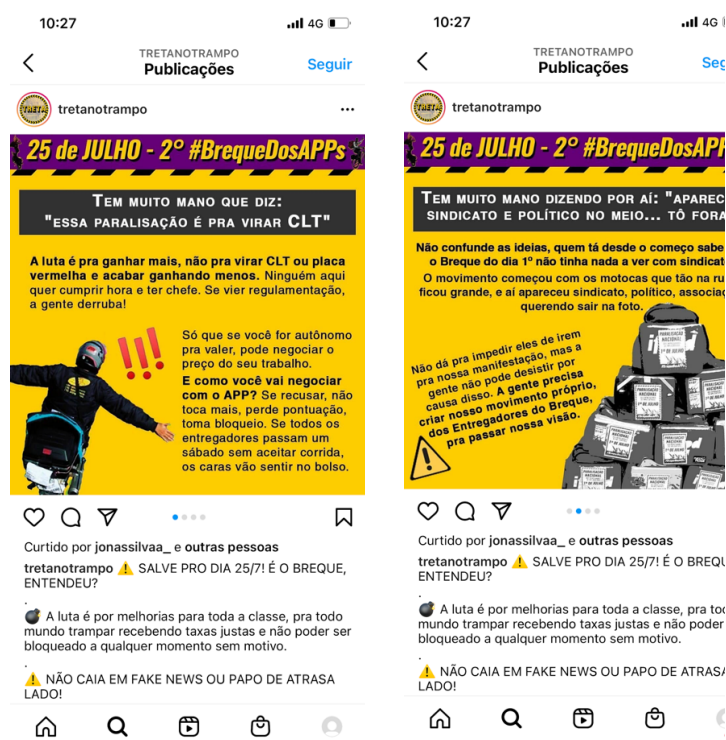 10:27
4G
TRETANOTRAMPO
Publicações
Seguir
tretanotrampo
25 de JULHO - 2º #BrequeDosAPPs
TEM MUITO MANO QUE DIZ:
"ESSA PARALISAÇÃO É PRA VIRAR CLT"
A luta é pra ganhar mais, não pra virar CLT ou placa
vermelha e acabar ganhando menos. Ninguém aqui
quer cumprir hora e ter chefe. Se vier regulamentação,
a gente derruba!
Só que se você for autônomo
pra valer, pode negociar o
preço do seu trabalho.
E como você vai negociar
com o APP? Se recusar, não
toca mais, perde pontuação,
toma bloqueio. Se todos os
entregadores passam um
sábado sem aceitar corrida,
os caras vão sentir no bolso.
Curtido por jonassilvaa_ e outras pessoas
tretanotrampo ⚠️ SALVE PRO DIA 25/7! É O BREQUE,
ENTENDEU?
.
💣 A luta é por melhorias para toda a classe, pra todo
mundo trampar recebendo taxas justas e não poder ser
bloqueado a qualquer momento sem motivo.
.
⚠️ NÃO CAIA EM FAKE NEWS OU PAPO DE ATRASA
LADO!
10:27
4G
TRETANOTRAMPO
Publicações
Seg
tretanotrampo
25 de JULHO - 2º #BrequeDosAPP
TEM MUITO MANO DIZENDO POR AÍ: "APAREC
SINDICATO E POLÍTICO NO MEIO... TÔ FORA
Não confunde as ideias, quem tá desde o começo sabe
o Breque do dia 1º não tinha nada a ver com sindicat
O movimento começou com os motocas que tão na ru
ficou grande, e aí apareceu sindicato, político, associaç
querendo sair na foto.
Não dá pra impedir eles de irem
pra nossa manifestação, mas a
gente não pode desistir por
causa disso. A gente precisa
criar nosso movimento próprio,
dos Entregadores do Breque,
pra passar nossa visão.
PARALISAÇÃO
NACIONAL
1º DE JULHO
Curtido por jonassilvaa_ e outras pessoas
tretanotrampo ⚠️ SALVE PRO DIA 25/7! É O BREQU
ENTENDEU?
.
💣 A luta é por melhorias para toda a classe, pra tod
mundo trampar recebendo taxas justas e não poder
bloqueado a qualquer momento sem motivo.
.
⚠️ NÃO CAIA EM FAKE NEWS OU PAPO DE ATRASA
LADO!